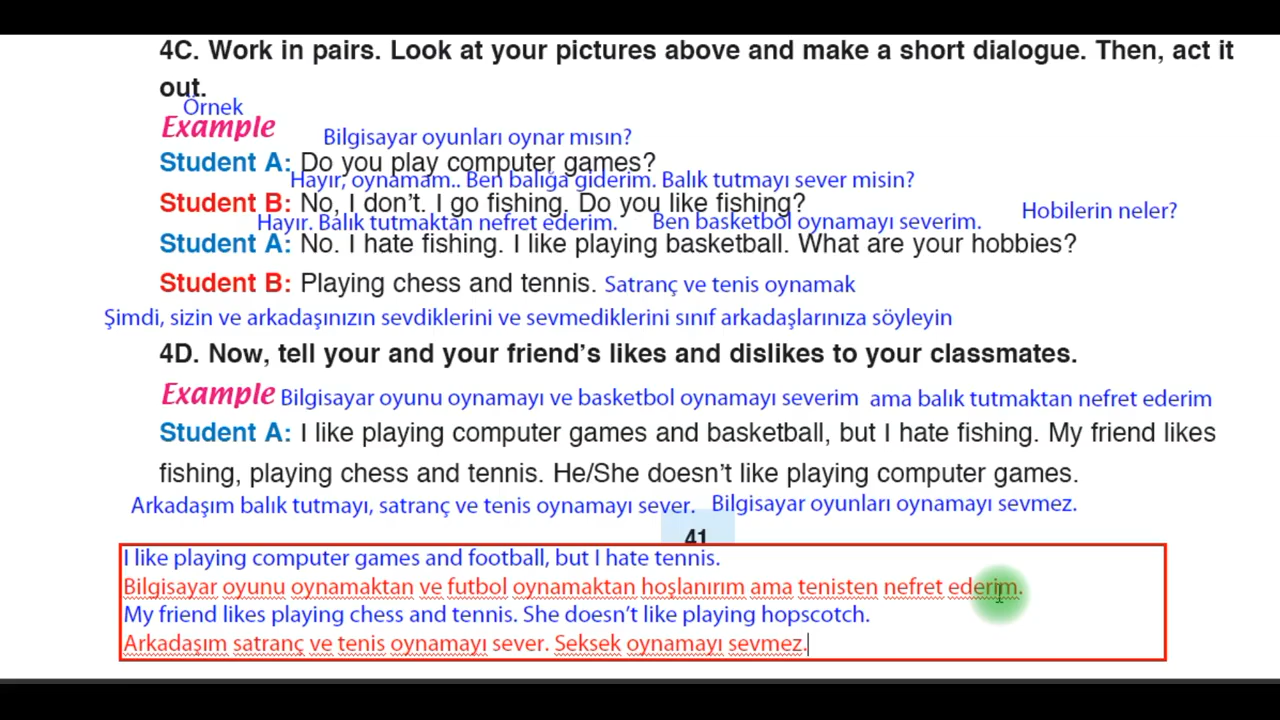 4C. Work in pairs. Look at your pictures above and make a short dialogue. Then, act it
out.
Örnek
Example
Bilgisayar oyunları oynar mısın?
Student A: Do you play computer games?
Hayır, oynamam.. Ben balığa giderim. Balık tutmayı sever misin?
Student B: No, I don't. I go fishing. Do you like fishing?
Hayır. Balık tutmaktan nefret ederim. Ben basketbol oynamayı severim. Hobilerin neler?
Student A: No. I hate fishing. I like playing basketball. What are your hobbies?
Student B: Playing chess and tennis. Satranç ve tenis oynamak
Şimdi, sizin ve arkadaşınızın sevdiklerini ve sevmediklerini sınıf arkadaşlarınıza söyleyin
4D. Now, tell your and your friend's likes and dislikes to your classmates.
Example Bilgisayar oyunu oynamayı ve basketbol oynamayı severim ama balık tutmaktan nefret ederim
Student A: I like playing computer games and basketball, but I hate fishing. My friend likes
fishing, playing chess and tennis. He/She doesn't like playing computer games.
Arkadaşım balık tutmayı, satranç ve tenis oynamayı sever. Bilgisayar oyunları oynamayı sevmez.
41
I like playing computer games and football, but I hate tennis.
Bilgisayar oyunu oynamaktan ve futbol oynamaktan hoşlanırım ama tenisten nefret ederim.
My friend likes playing chess and tennis. She doesn't like playing hopscotch.
Arkadaşım satranç ve tenis oynamayı sever. Seksek oynamayı sevmez.